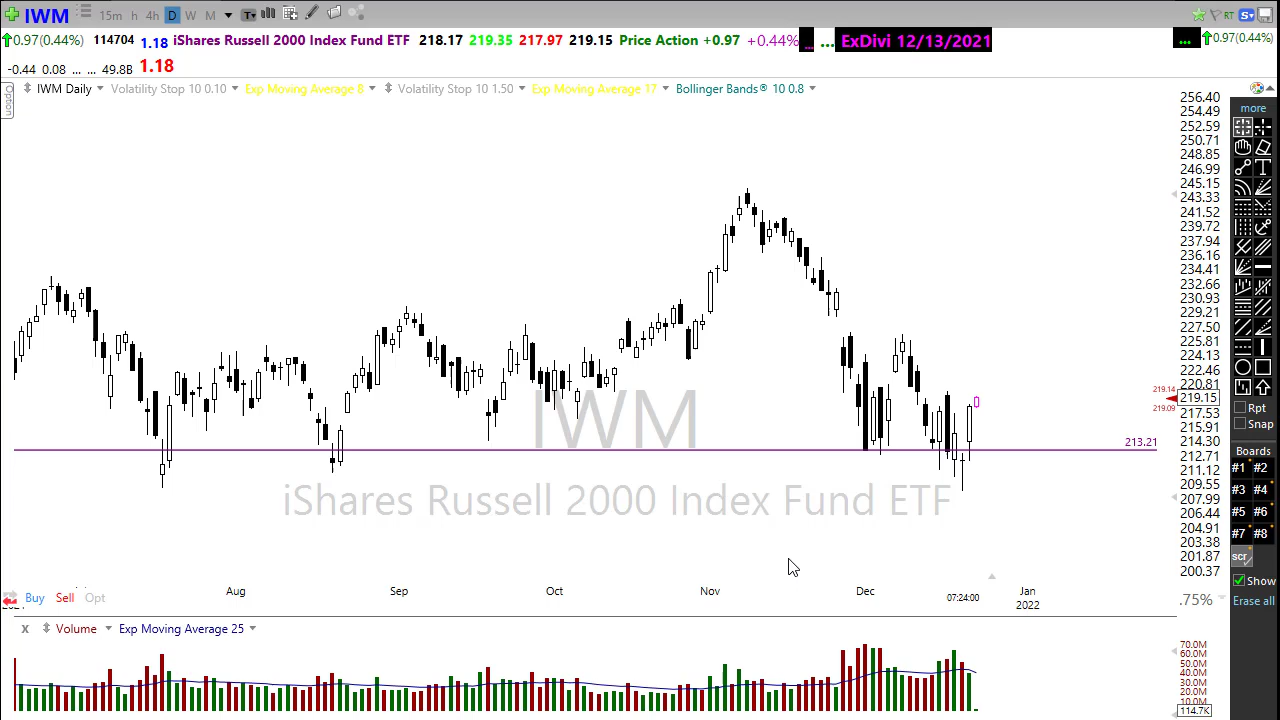 IWM 15m h 4h D W M T RT S
0.97(0.44%) 114704 1.18 iShares Russell 2000 Index Fund ETF 218.17 219.35 217.97 219.15 Price Action +0.97 +0.44% ... ... ExDivi 12/13/2021 ... 0.97(0.44%)
-0.44 0.08 ... ... 49.8B 1.18
Option
IWM Daily Volatility Stop 10 0.10 Exp Moving Average 8 Volatility Stop 10 1.50 Exp Moving Average 17 Bollinger Bands® 10 0.8
256.40
254.49
252.59
250.71
248.85
246.99
245.15
243.33
241.52
239.72
237.94
236.16
234.41
232.66
230.93
229.21
227.50
225.81
224.13
222.46
220.81
219.14
219.15
219.09
217.53
215.91
213.21
214.30
212.71
211.12
209.55
207.99
206.44
204.91
203.38
201.87
200.37
.75%
IWM
iShares Russell 2000 Index Fund ETF
Aug Sep Oct Nov Dec Jan
07:24:00 2022
Buy Sell Opt
X Volume Exp Moving Average 25
70.0M
60.0M
50.0M
40.0M
30.0M
20.0M
10.0M
114.7K
more
T
Rpt
Snap
Boards
#1 #2
#3 #4
#5 #6
#7 #8
scr
Show
Erase all